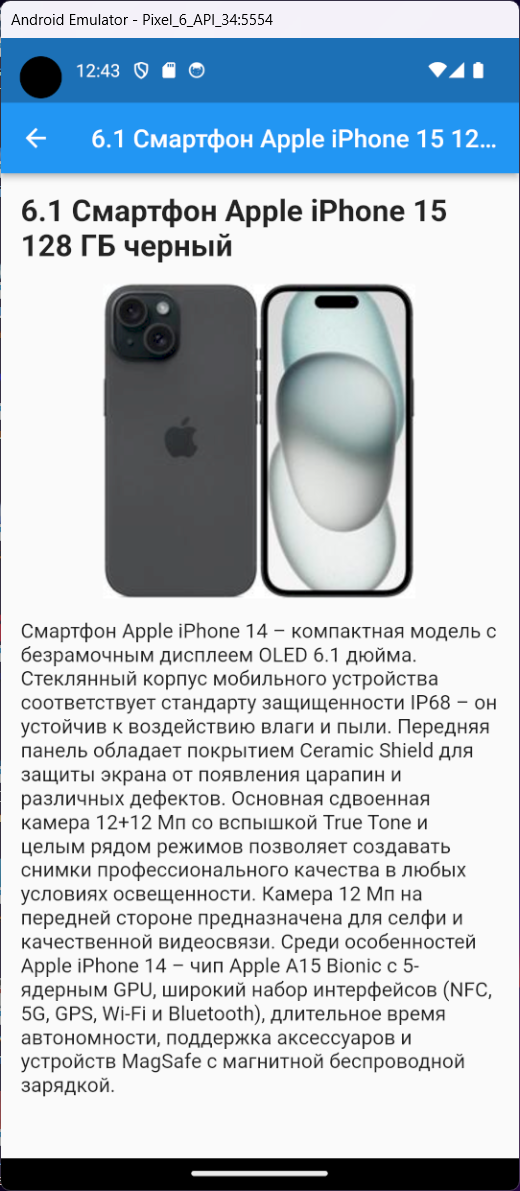 Android Emulator - Pixel_6_API_34:5554
12:43
6.1 Смартфон Apple iPhone 15 12...
6.1 Смартфон Apple iPhone 15
128 ГБ черный
Смартфон Apple iPhone 14 – компактная модель с
безрамочным дисплеем OLED 6.1 дюйма.
Стеклянный корпус мобильного устройства
соответствует стандарту защищенности IP68 – он
устойчив к воздействию влаги и пыли. Передняя
панель обладает покрытием Ceramic Shield для
защиты экрана от появления царапин и
различных дефектов. Основная сдвоенная
камера 12+12 Мп со вспышкой True Tone и
целым рядом режимов позволяет создавать
снимки профессионального качества в любых
условиях освещенности. Камера 12 Мп на
передней стороне предназначена для селфи и
качественной видеосвязи. Среди особенностей
Apple iPhone 14 – чип Apple A15 Bionic с 5-
ядерным GPU, широкий набор интерфейсов (NFC,
5G, GPS, Wi-Fi и Bluetooth), длительное время
автономности, поддержка аксессуаров и
устройств MagSafe с магнитной беспроводной
зарядкой.